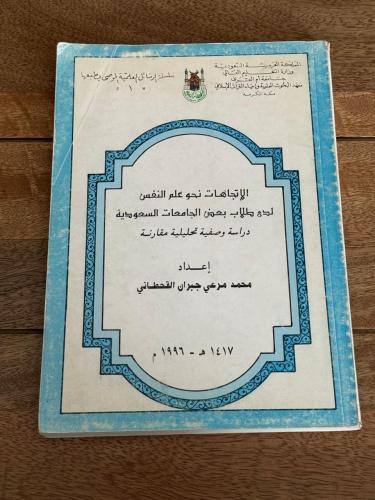 المملكة العربية السعودية
وزارة التعليم العالي
جامعة أم القرى
معهد البحوث العلمية وإحياء التراث الإسلامي
مكة المكرمة
سلسلة الرسائل العلمية الموصى بطبعها
« ١ »
الإتجاهات نحو علم النفس
لدى طلاب بعض الجامعات السعودية
دراسة وصفية تحليلية مقارنة
إعداد
محمد مرعي جبران القحطاني
١٤١٧ هـ - ١٩٩٦ م